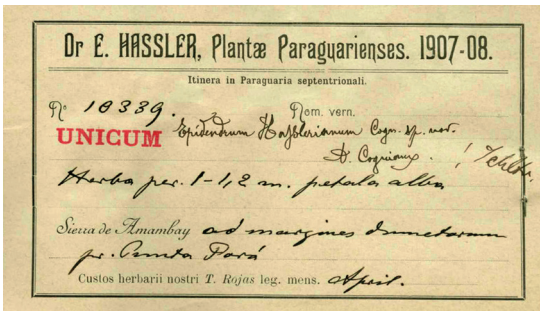 Dr E. HASSLER, Plantæ Paraguarienses. 1907-08.
Itinera in Paraguaria septentrionali.
No 10339. Nom. vern.
UNICUM Epidendrum Hasslerianum Cogn. sp. nov.
A. Cogniaux. ! Schltr.
Herba per. 1-1,2 m. petala alba
Sierra de Amambay ad margines dumetorum
pr. Punta Porá
Custos herbarii nostri T. Rojas leg. mens. April.